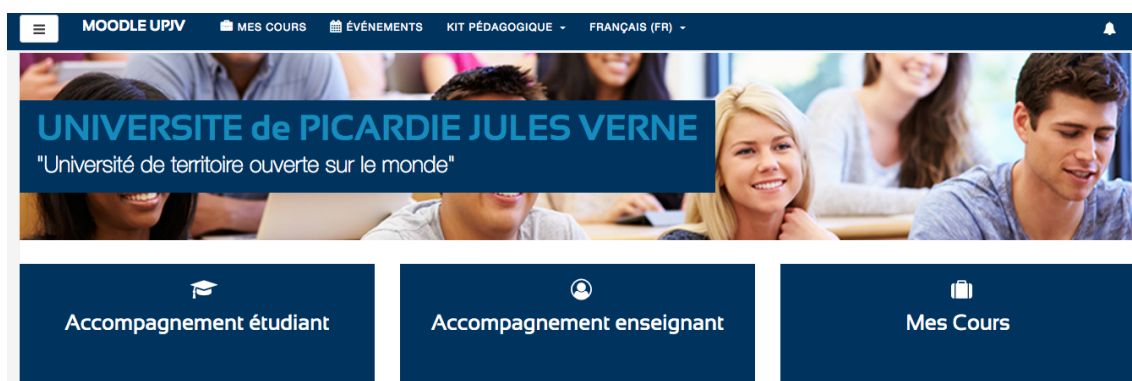 MOODLE UPJV MES COURS ÉVÉNEMENTS KIT PÉDAGOGIQUE FRANÇAIS (FR)
UNIVERSITE de PICARDIE JULES VERNE
"Université de territoire ouverte sur le monde"
Accompagnement étudiant
Accompagnement enseignant
Mes Cours